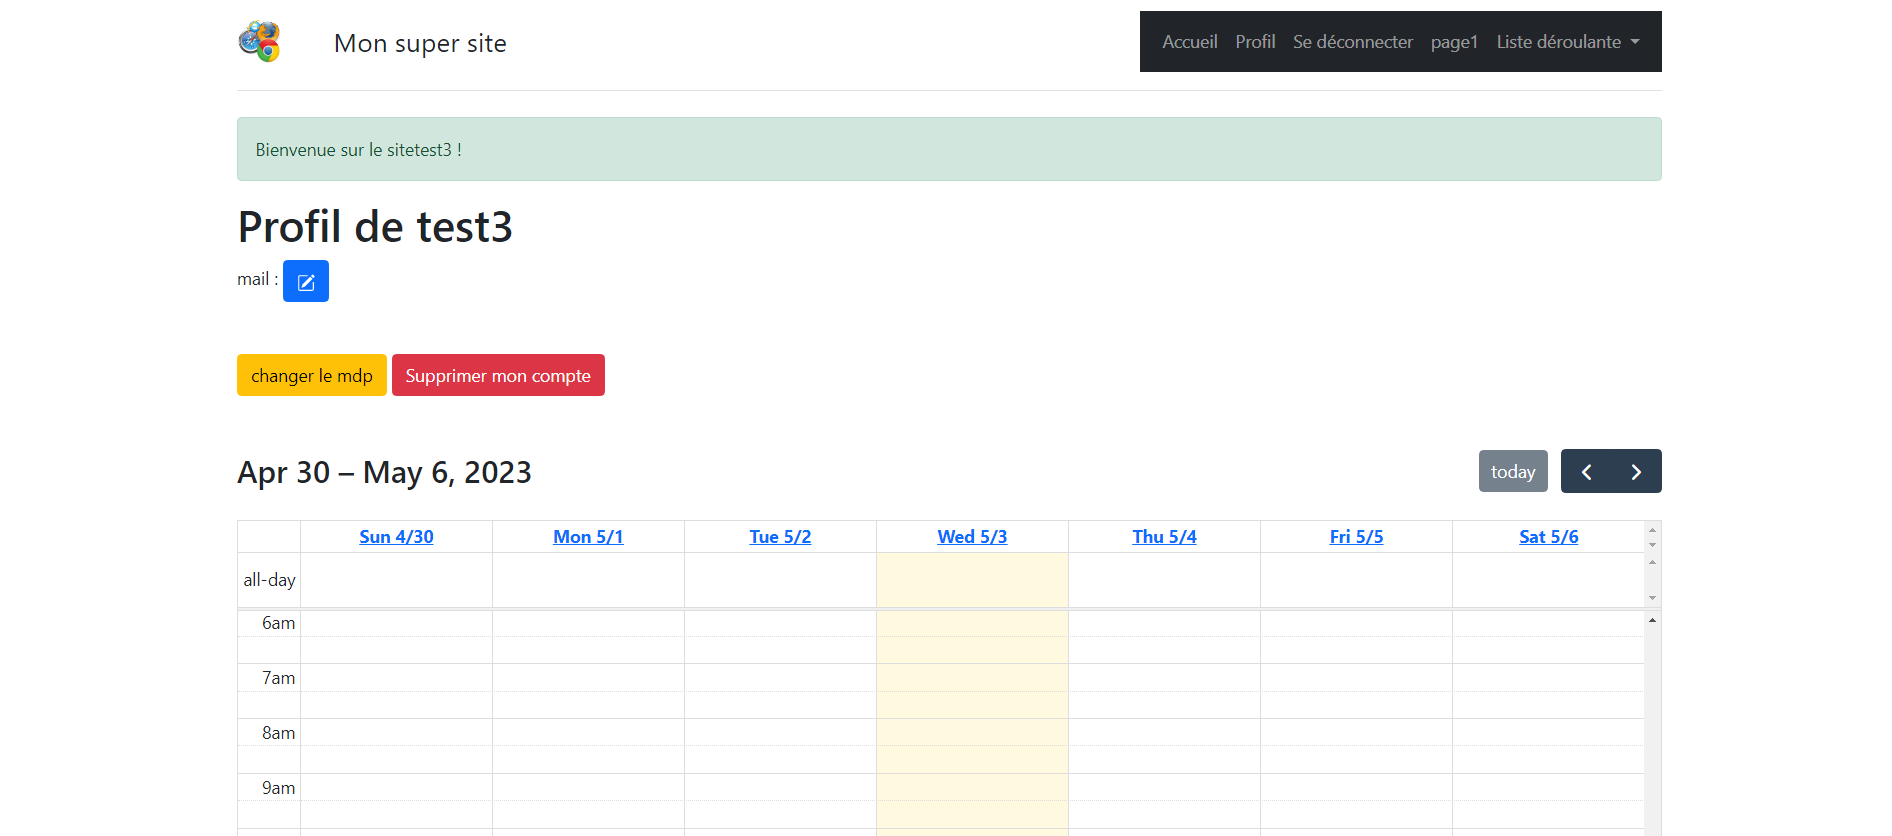 Mon super site
Accueil Profil Se déconnecter page1 Liste déroulante
Bienvenue sur le sitetest3 !
Profil de test3
mail :
changer le mdp Supprimer mon compte
Apr 30 – May 6, 2023 today
Sun 4/30 Mon 5/1 Tue 5/2 Wed 5/3 Thu 5/4 Fri 5/5 Sat 5/6
all-day
6am
7am
8am
9am